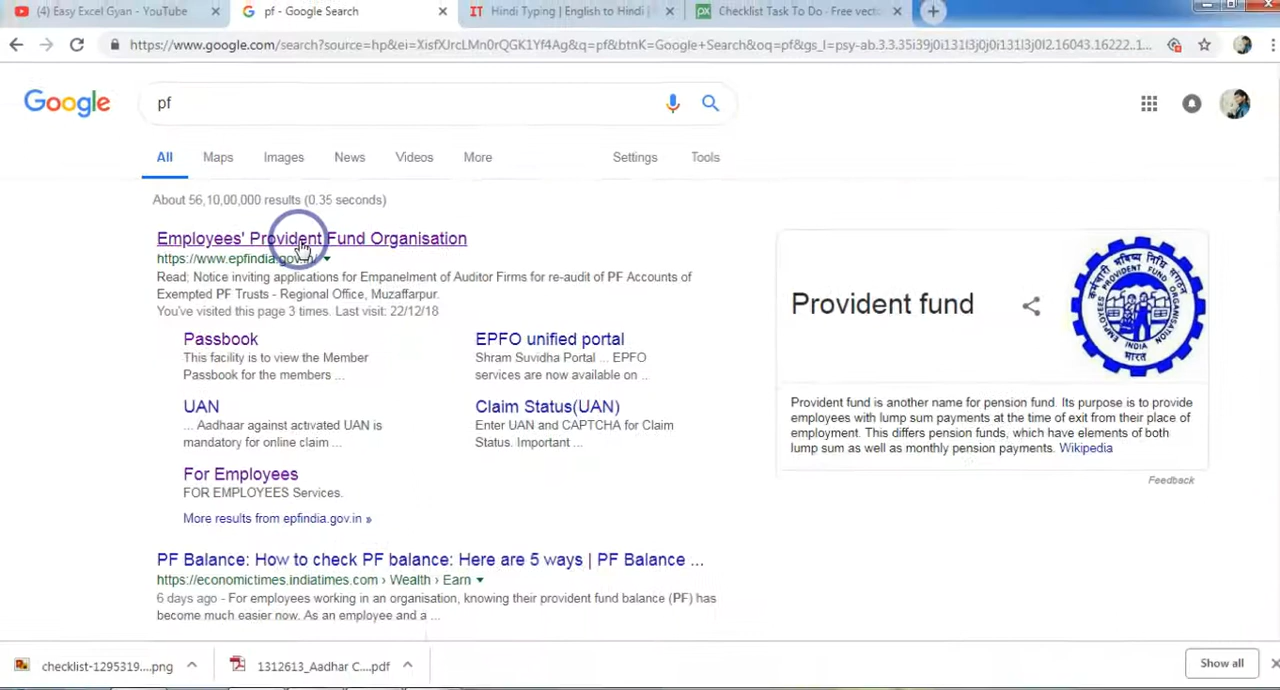 (4) Easy Excel Gyan - YouTube
pf - Google Search
Hindi Typing | English to Hindi |
Checklist Task To Do - Free vect
https://www.google.com/search?source=hp&ei=XisfXJrcLMn0rQGK1Yf4Ag&q=pf&btnK=Google+Search&oq=pf&gs_l=psy-ab.3.3.35i39j0i131l3j0j0i131l3j0l2.16043.16222..1...
Google
pf
All
Maps
Images
News
Videos
More
Settings
Tools
About 56,10,00,000 results (0.35 seconds)
Employees' Provident Fund Organisation
https://www.epfindia.gov.in/
Read: Notice inviting applications for Empanelment of Auditor Firms for re-audit of PF Accounts of
Exempted PF Trusts - Regional Office, Muzaffarpur.
You've visited this page 3 times. Last visit: 22/12/18
Passbook
This facility is to view the Member
Passbook for the members ...
EPFO unified portal
Shram Suvidha Portal ... EPFO
services are now available on ...
UAN
... Aadhaar against activated UAN is
mandatory for online claim ...
Claim Status(UAN)
Enter UAN and CAPTCHA for Claim
Status. Important ...
For Employees
FOR EMPLOYEES Services.
More results from epfindia.gov.in »
PF Balance: How to check PF balance: Here are 5 ways | PF Balance ...
https://economictimes.indiatimes.com › Wealth › Earn
6 days ago - For employees working in an organisation, knowing their provident fund balance (PF) has
become much easier now. As an employee and a ...
Provident fund
कर्मचारी भविष्य निधि संगठन
EMPLOYEES PROVIDENT FUND ORGANISATION
INDIA
भारत
Provident fund is another name for pension fund. Its purpose is to provide
employees with lump sum payments at the time of exit from their place of
employment. This differs pension funds, which have elements of both
lump sum as well as monthly pension payments. Wikipedia
Feedback
checklist-1295319....png
1312613_Aadhar C....pdf
Show all